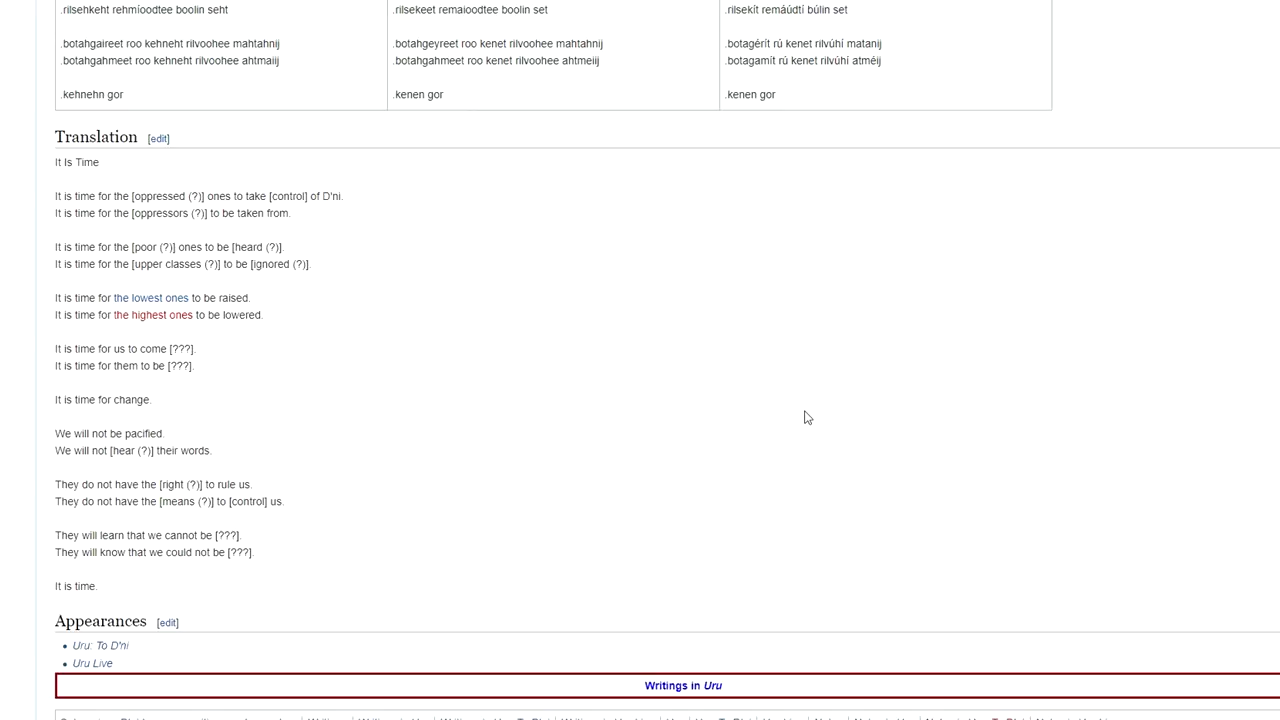 .rilsehkeht rehmíoodtee boolin seht
.botahgaireet roo kehneht rilvoohee mahtahnij
.botahgahmeet roo kehneht rilvoohee ahtmaiij
.kehnehn gor
.rilsekeet remaioodtee boolin set
.botahgeyreet roo kenet rilvoohee mahtahnij
.botahgahmeet roo kenet rilvoohee ahtmeiij
.kenen gor
.rilsekít remáúdtí búlin set
.botagérít rú kenet rilvúhí matanij
.botagamít rú kenet rilvúhí atméij
.kenen gor
Translation [edit]
It Is Time
It is time for the [oppressed (?)] ones to take [control] of D'ni.
It is time for the [oppressors (?)] to be taken from.
It is time for the [poor (?)] ones to be [heard (?)].
It is time for the [upper classes (?)] to be [ignored (?)].
It is time for the lowest ones to be raised.
It is time for the highest ones to be lowered.
It is time for us to come [???].
It is time for them to be [???].
It is time for change.
We will not be pacified.
We will not [hear (?)] their words.
They do not have the [right (?)] to rule us.
They do not have the [means (?)] to [control] us.
They will learn that we cannot be [???].
They will know that we could not be [???].
It is time.
Appearances [edit]
• Uru: To D'ni
• Uru Live
Writings in Uru